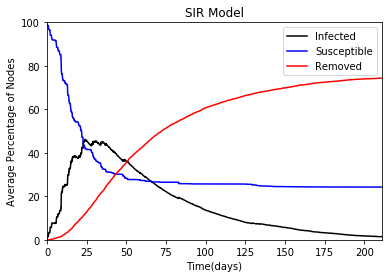 SIR Model
Average Percentage of Nodes
100
80
60
40
20
0
Infected
Susceptible
Removed
0 25 50 75 100 125 150 175 200
Time(days)